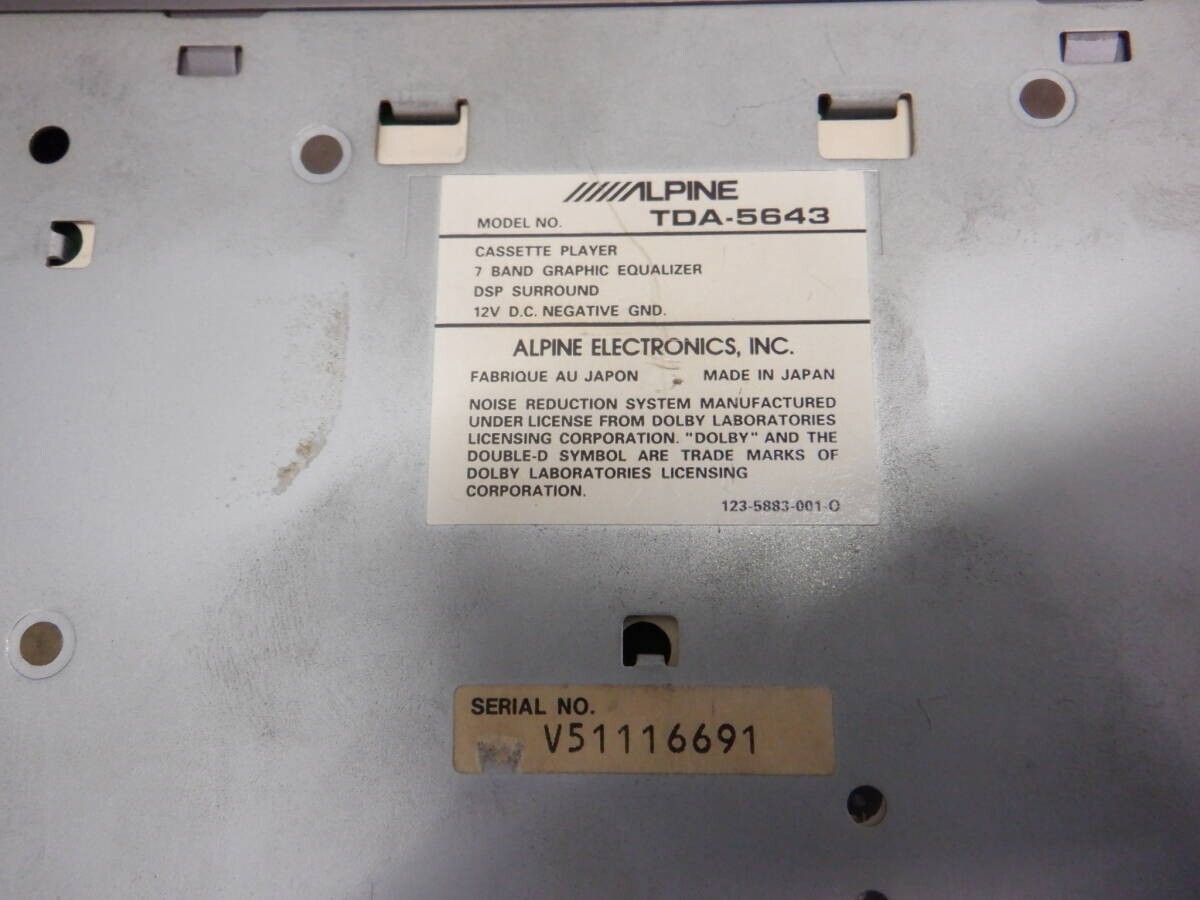 ALPINE
MODEL NO. TDA-5643
CASSETTE PLAYER
7 BAND GRAPHIC EQUALIZER
DSP SURROUND
12V D.C. NEGATIVE GND.
ALPINE ELECTRONICS, INC.
FABRIQUE AU JAPON MADE IN JAPAN
NOISE REDUCTION SYSTEM MANUFACTURED
UNDER LICENSE FROM DOLBY LABORATORIES
LICENSING CORPORATION. "DOLBY" AND THE
DOUBLE-D SYMBOL ARE TRADE MARKS OF
DOLBY LABORATORIES LICENSING
CORPORATION.
123-5883-001-O
SERIAL NO.
V51116691